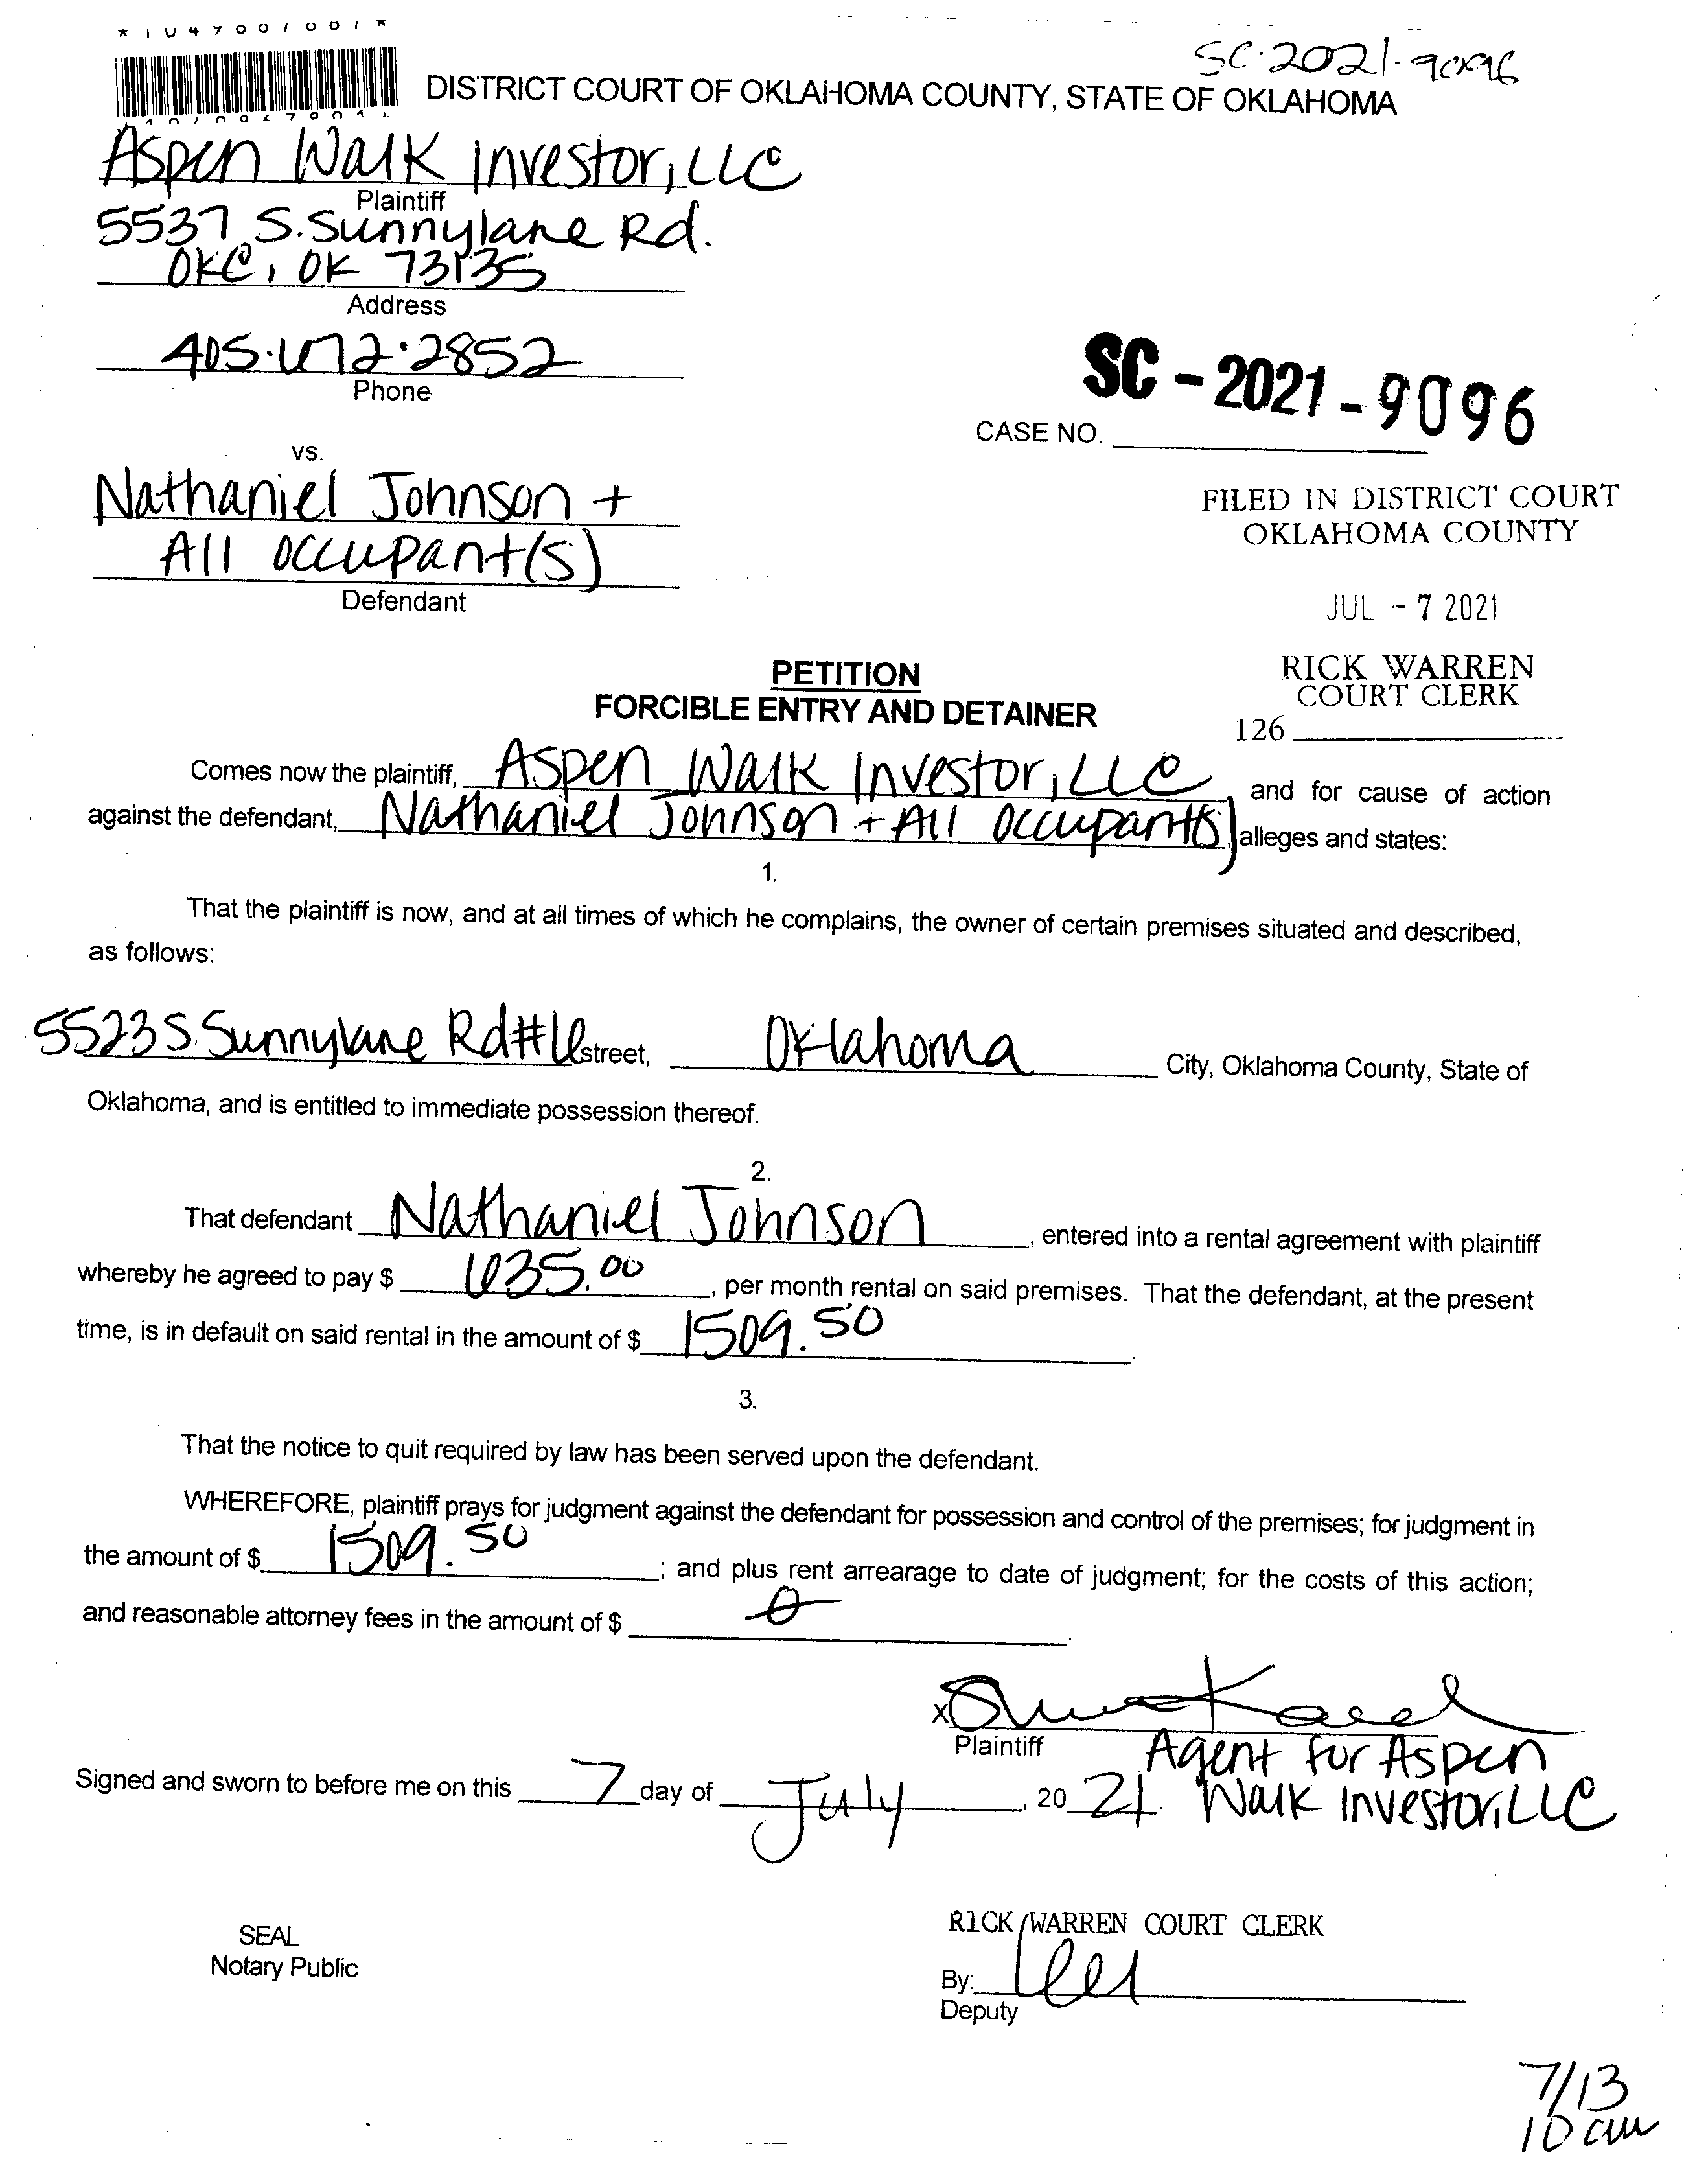 SC-2021-9096
DISTRICT COURT OF OKLAHOMA COUNTY, STATE OF OKLAHOMA
Aspen Walk Investor, LLC
Plaintiff
5537 S. Sunnylane Rd.
OKC, OK 73135
Address
405.672.2852
Phone
SC-2021-9096
CASE NO.
vs.
Nathaniel Johnson +
All occupant(s)
Defendant
FILED IN DISTRICT COURT
OKLAHOMA COUNTY
JUL - 7 2021
RICK WARREN
COURT CLERK
126
PETITION
FORCIBLE ENTRY AND DETAINER
Comes now the plaintiff, Aspen Walk Investor, LLC, and for cause of action
against the defendant, Nathaniel Johnson + All occupant(s) alleges and states:
1.
That the plaintiff is now, and at all times of which he complains, the owner of certain premises situated and described,
as follows:
5523 S. Sunnylane Rd #6 street, Oklahoma City, Oklahoma County, State of
Oklahoma, and is entitled to immediate possession thereof.
2.
That defendant Nathaniel Johnson, entered into a rental agreement with plaintiff
whereby he agreed to pay $ 635.00, per month rental on said premises. That the defendant, at the present
time, is in default on said rental in the amount of $ 1509.50.
3.
That the notice to quit required by law has been served upon the defendant.
WHEREFORE, plaintiff prays for judgment against the defendant for possession and control of the premises; for judgment in
the amount of $ 1509.50; and plus rent arrearage to date of judgment; for the costs of this action;
and reasonable attorney fees in the amount of $ 0.
X
Plaintiff
Agent for Aspen
Walk Investor, LLC
Signed and sworn to before me on this 7 day of July, 2021.
SEAL
Notary Public
RICK WARREN COURT CLERK
By:
Deputy
7/13
10 am